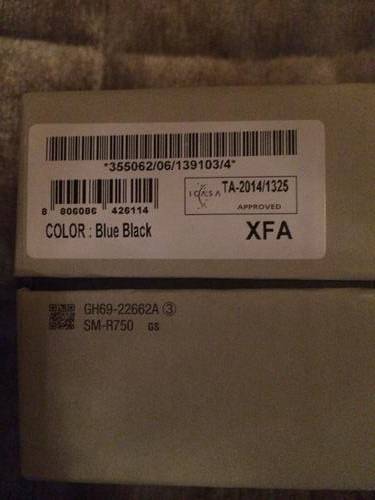 *355062/06/139103/4*
ICASA TA-2014/1325
APPROVED
8 806086 426114
COLOR : Blue Black
XFA
GH69-22662A ③
SM-R750 GS